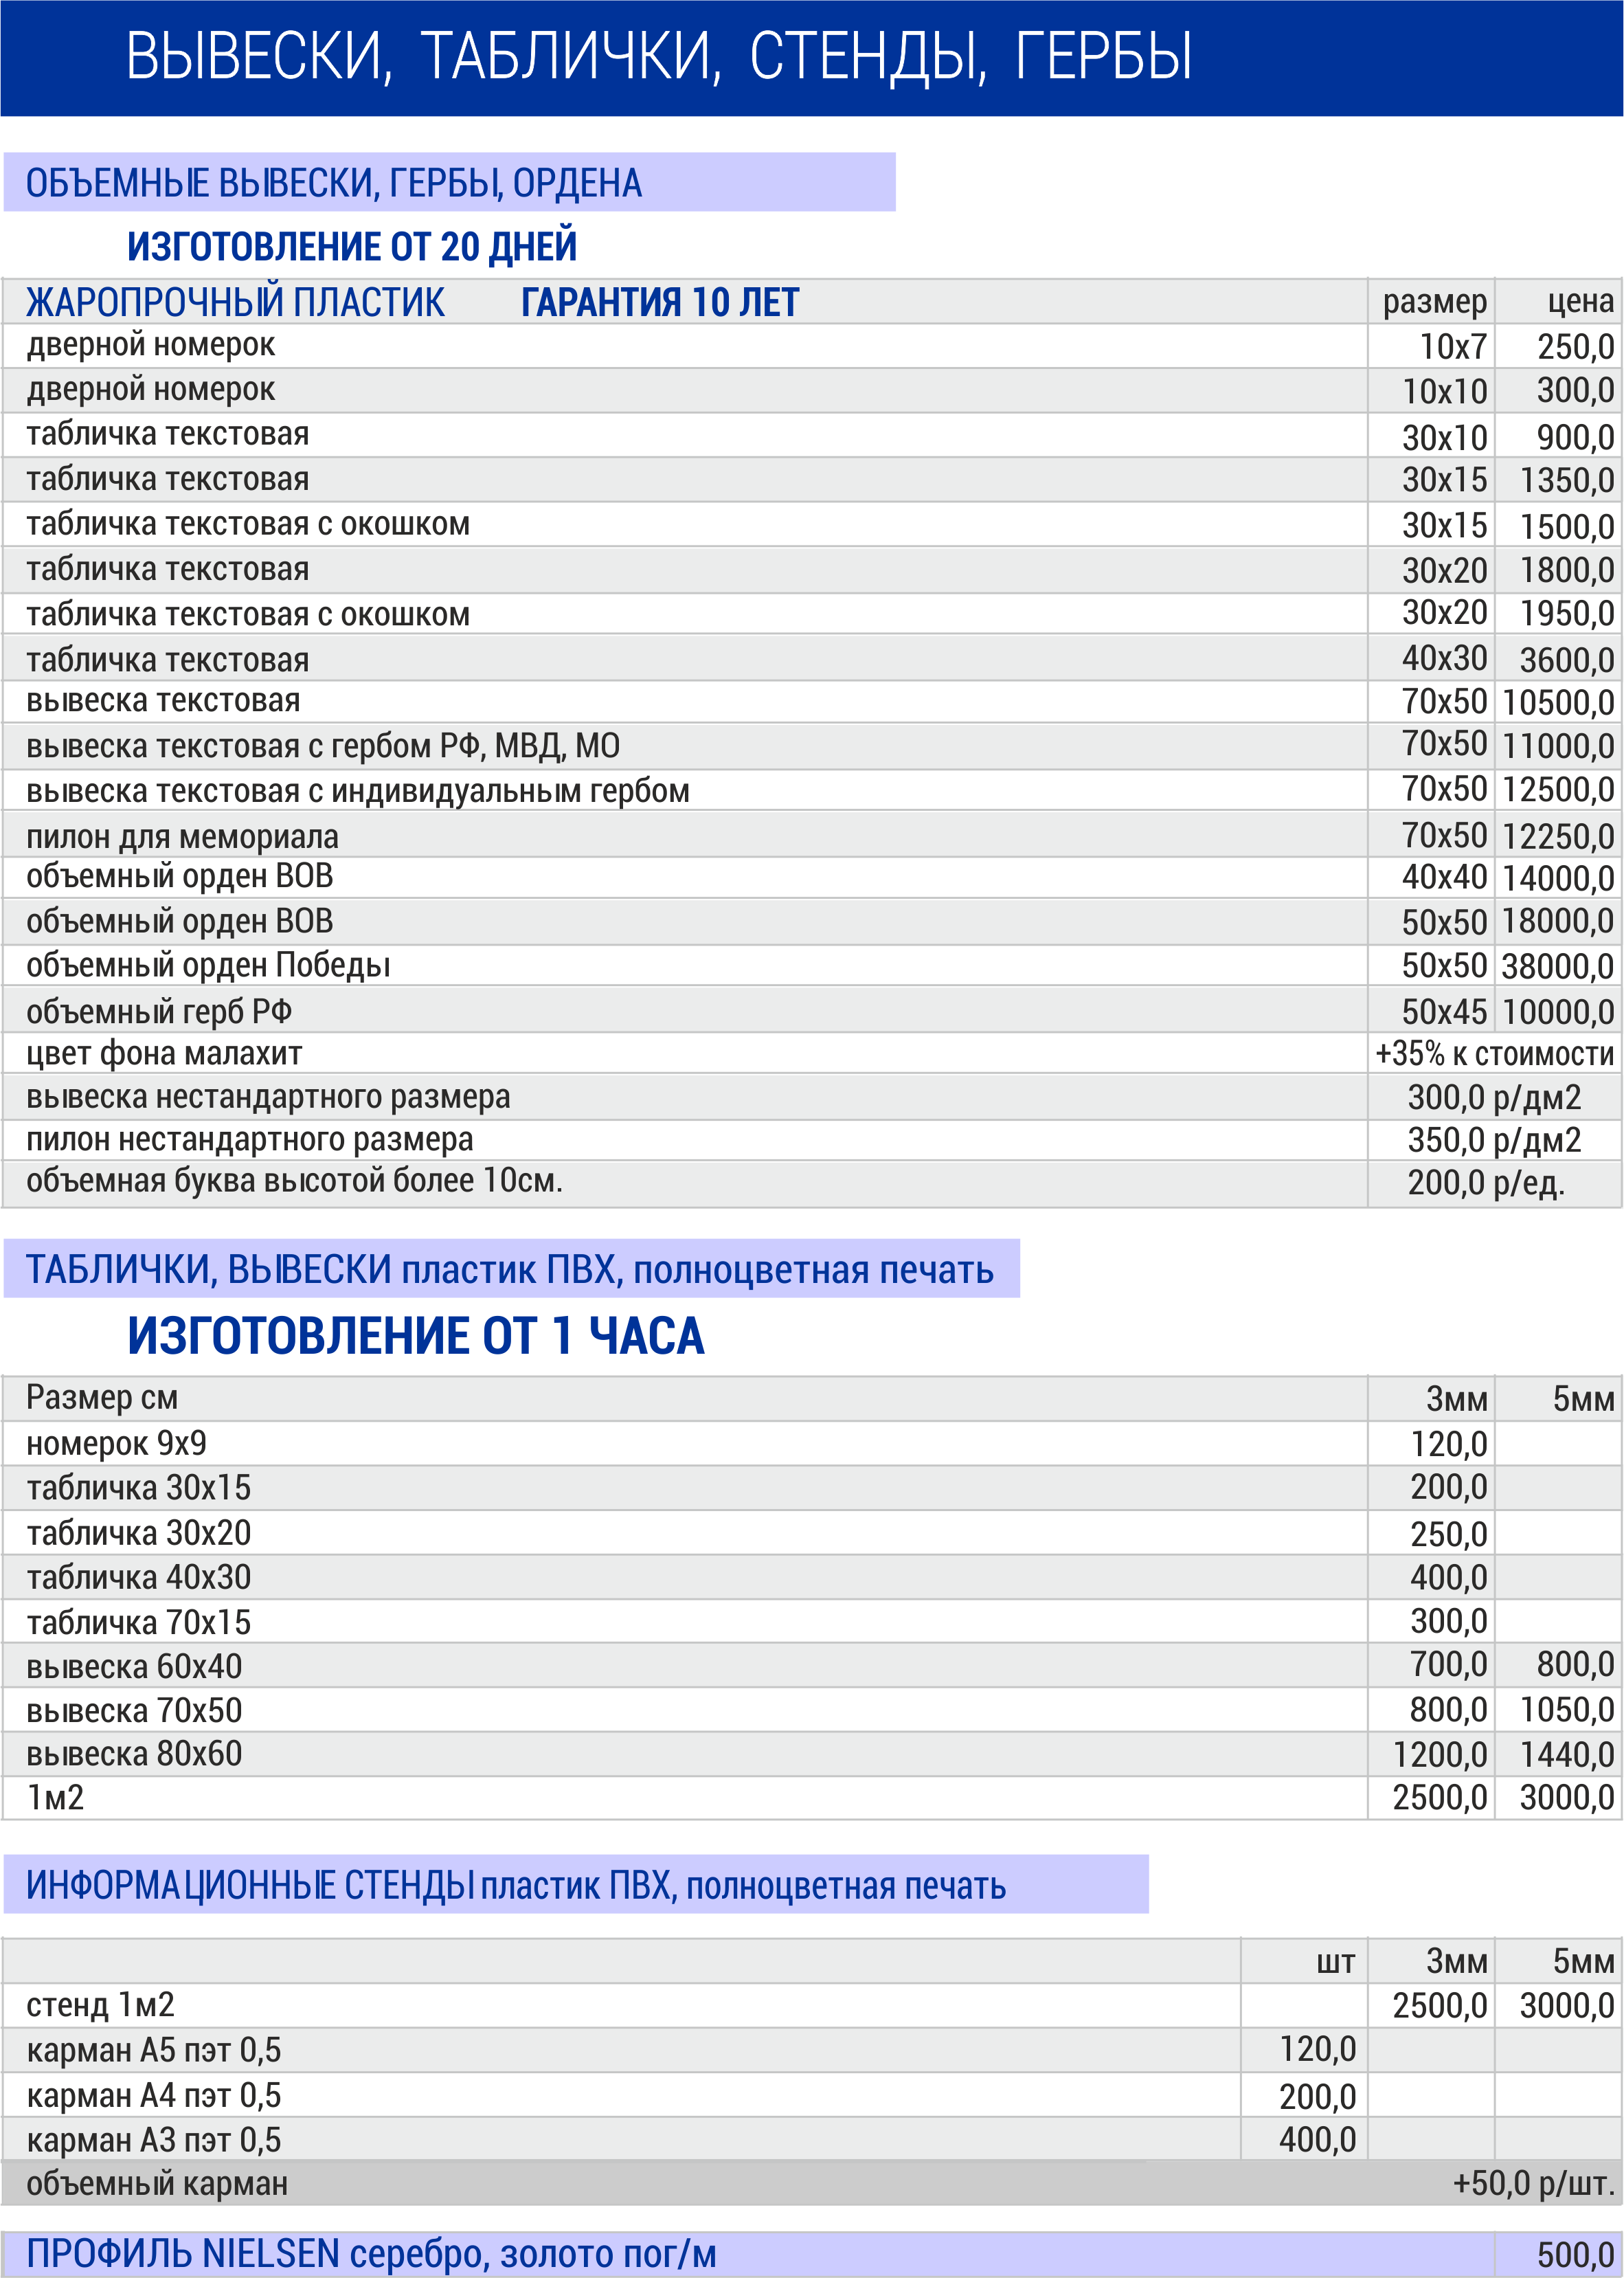 ВЫВЕСКИ, ТАБЛИЧКИ, СТЕНДЫ, ГЕРБЫ
ОБЪЕМНЫЕ ВЫВЕСКИ, ГЕРБЫ, ОРДЕНА
ИЗГОТОВЛЕНИЕ ОТ 20 ДНЕЙ
ЖАРОПРОЧНЫЙ ПЛАСТИК ГАРАНТИЯ 10 ЛЕТ размер цена
дверной номерок 10x7 250,0
дверной номерок 10x10 300,0
табличка текстовая 30x10 900,0
табличка текстовая 30x15 1350,0
табличка текстовая с окошком 30x15 1500,0
табличка текстовая 30x20 1800,0
табличка текстовая с окошком 30x20 1950,0
табличка текстовая 40x30 3600,0
вывеска текстовая 70x50 10500,0
вывеска текстовая с гербом РФ, МВД, МО 70x50 11000,0
вывеска текстовая с индивидуальным гербом 70x50 12500,0
пилон для мемориала 70x50 12250,0
объемный орден ВОВ 40x40 14000,0
объемный орден ВОВ 50x50 18000,0
объемный орден Победы 50x50 38000,0
объемный герб РФ 50x45 10000,0
цвет фона малахит +35% к стоимости
вывеска нестандартного размера 300,0 р/дм2
пилон нестандартного размера 350,0 р/дм2
объемная буква высотой более 10см. 200,0 р/ед.
ТАБЛИЧКИ, ВЫВЕСКИ пластик ПВХ, полноцветная печать
ИЗГОТОВЛЕНИЕ ОТ 1 ЧАСА
Размер см 3мм 5мм
номерок 9x9 120,0
табличка 30x15 200,0
табличка 30x20 250,0
табличка 40x30 400,0
табличка 70x15 300,0
вывеска 60x40 700,0 800,0
вывеска 70x50 800,0 1050,0
вывеска 80x60 1200,0 1440,0
1м2 2500,0 3000,0
ИНФОРМАЦИОННЫЕ СТЕНДЫ пластик ПВХ, полноцветная печать
шт 3мм 5мм
стенд 1м2 2500,0 3000,0
карман А5 пэт 0,5 120,0
карман А4 пэт 0,5 200,0
карман А3 пэт 0,5 400,0
объемный карман +50,0 р/шт.
ПРОФИЛЬ NIELSEN серебро, золото пог/м 500,0